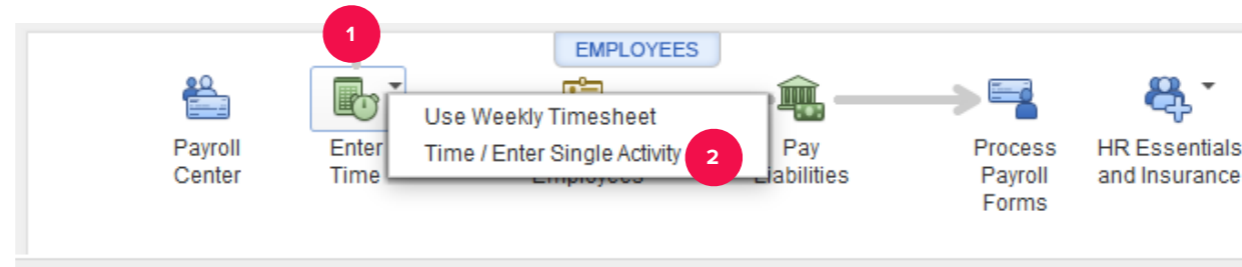 1
EMPLOYEES
Use Weekly Timesheet
Time / Enter Single Activity
2
Payroll
Center
Enter
Time
Employees
Pay
Liabilities
Process
Payroll
Forms
HR Essentials
and Insurance